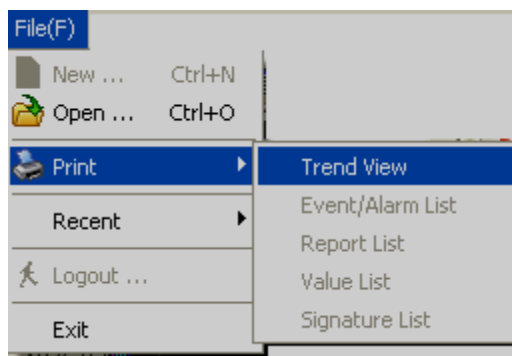 File(F)
New ... Ctrl+N
Open ... Ctrl+O
Print
Trend View
Event/Alarm List
Recent
Report List
Logout ...
Value List
Signature List
Exit